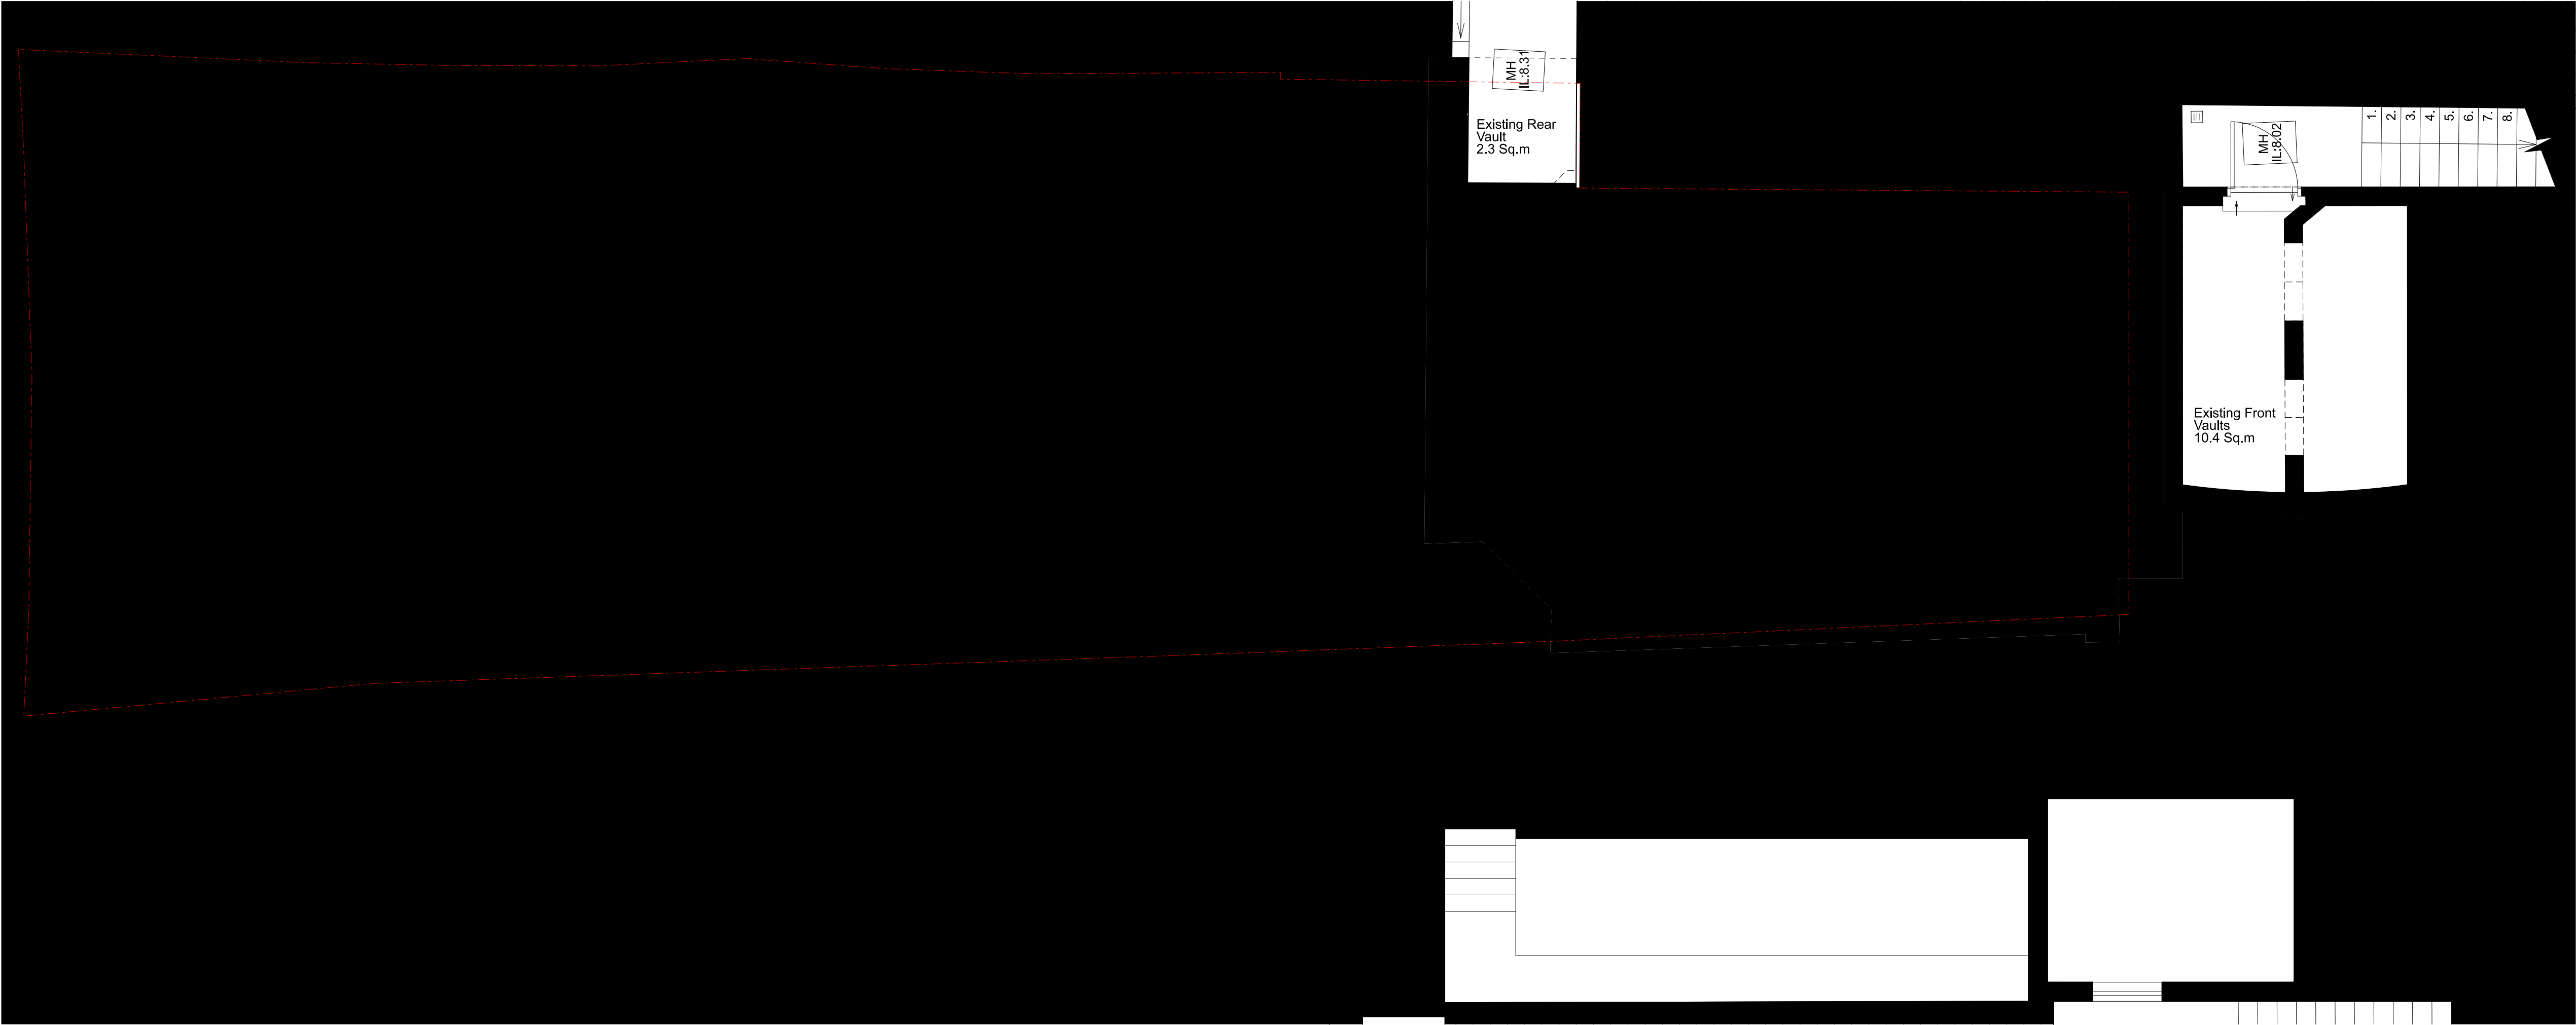 MH
IL:8.31
Existing Rear
Vault
2.3 Sq.m
MH
IL:8.02
1.
2.
3.
4.
5.
6.
7.
8.
Existing Front
Vaults
10.4 Sq.m